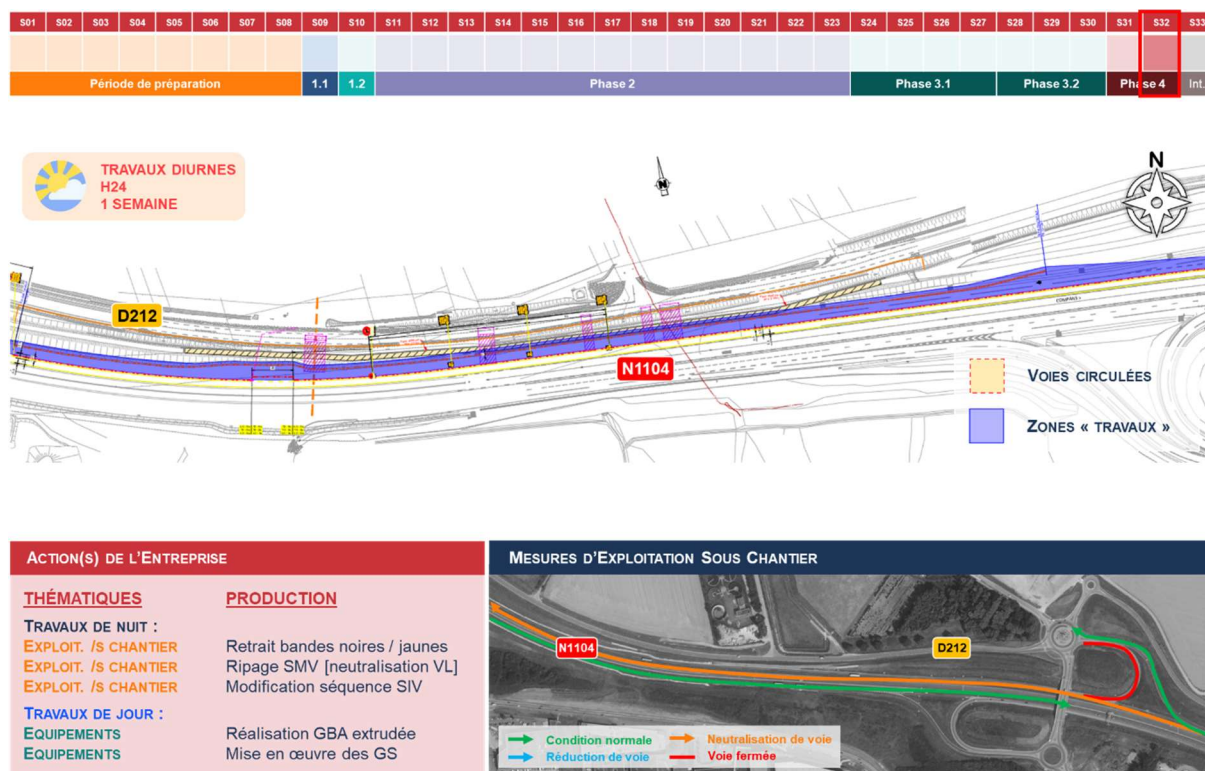 S01 S02 S03 S04 S05 S06 S07 S08 S09 S10 S11 S12 S13 S14 S15 S16 S17 S18 S19 S20 S21 S22 S23 S24 S25 S26 S27 S28 S29 S30 S31 S32 S33
Période de préparation 1.1 1.2 Phase 2 Phase 3.1 Phase 3.2 Phase 4 Int.
TRAVAUX DIURNES
H24
1 SEMAINE
N
N
D212
N1104
VOIES CIRCULÉES
ZONES « TRAVAUX »
ACTION(S) DE L'ENTREPRISE
THÉMATIQUES PRODUCTION
TRAVAUX DE NUIT :
EXPLOIT. /S CHANTIER Retrait bandes noires / jaunes
EXPLOIT. /S CHANTIER Ripage SMV [neutralisation VL]
EXPLOIT. /S CHANTIER Modification séquence SIV
TRAVAUX DE JOUR :
EQUIPEMENTS Réalisation GBA extrudée
EQUIPEMENTS Mise en œuvre des GS
MESURES D'EXPLOITATION SOUS CHANTIER
N1104
D212
Condition normale Neutralisation de voie
Réduction de voie Voie fermée